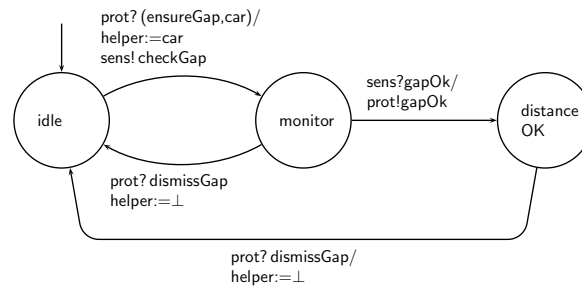 prot? (ensureGap,car)/
helper:=car
sens! checkGap
idle
monitor
sens?gapOk/
prot!gapOk
distance
OK
prot? dismissGap
helper:=⊥
prot? dismissGap/
helper:=⊥